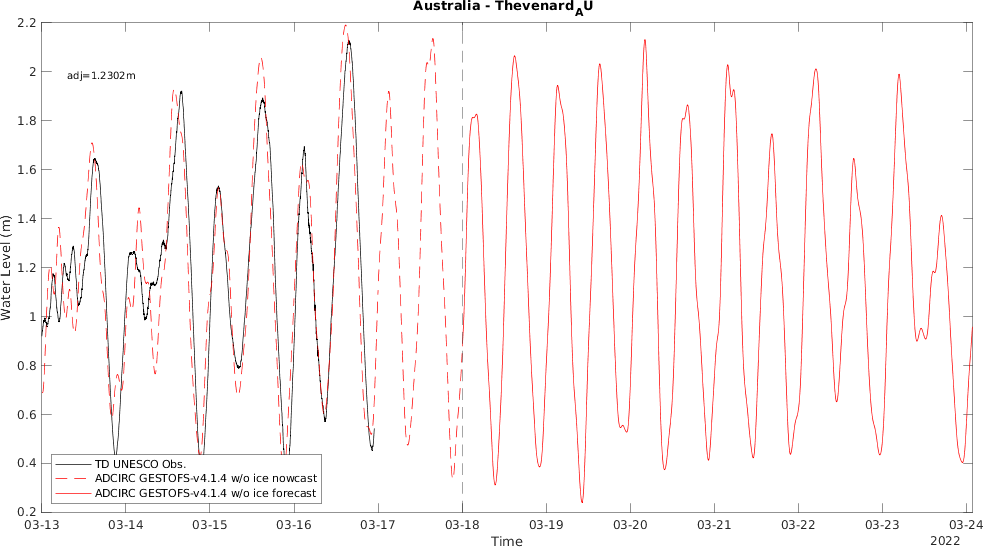 Australia - Thevenard_AU
adj=1.2302m
Water Level (m)
2.2
2
1.8
1.6
1.4
1.2
1
0.8
0.6
0.4
0.2
TD UNESCO Obs.
ADCIRC GESTOFS-v4.1.4 w/o ice nowcast
ADCIRC GESTOFS-v4.1.4 w/o ice forecast
03-13 03-14 03-15 03-16 03-17 03-18 03-19 03-20 03-21 03-22 03-23 03-24
Time
2022